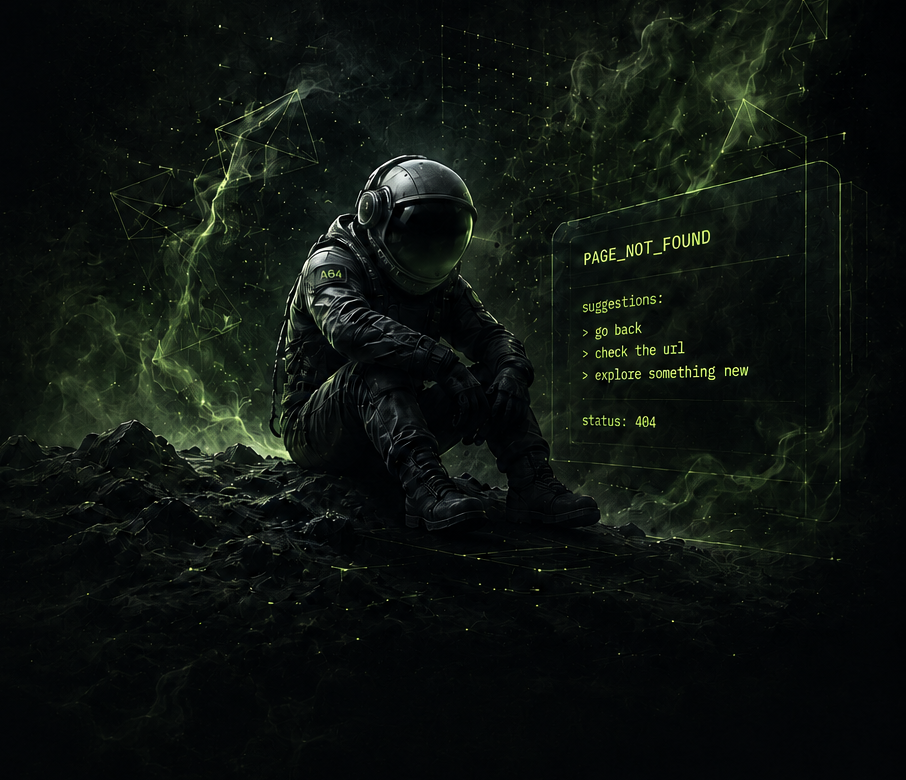 A64
PAGE_NOT_FOUND
suggestions:
> go back
> check the url
> explore something new
status: 404